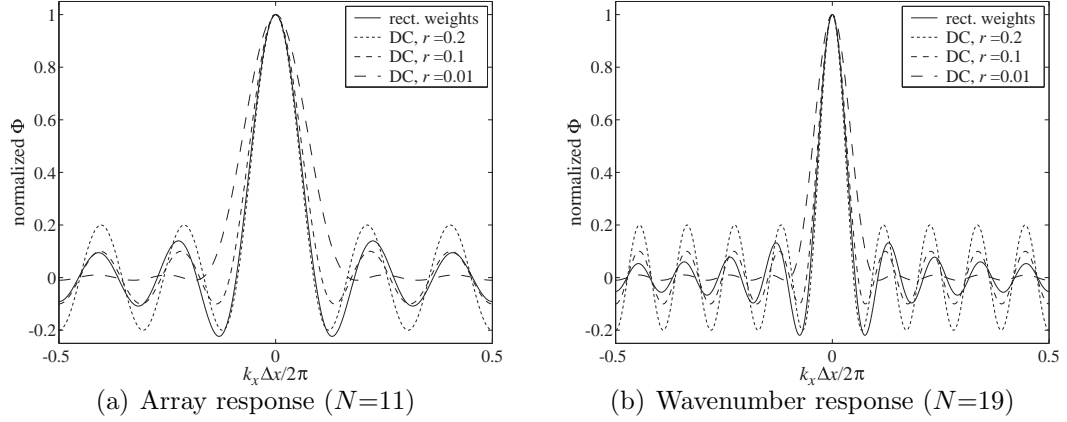 normalized Φ
1
0.8
0.6
0.4
0.2
0
-0.2
-0.5
0
0.5
k_xΔx/2π
rect. weights
DC, r =0.2
DC, r =0.1
DC, r =0.01
(a) Array response (N=11)
normalized Φ
1
0.8
0.6
0.4
0.2
0
-0.2
-0.5
0
0.5
k_xΔx/2π
rect. weights
DC, r =0.2
DC, r =0.1
DC, r =0.01
(b) Wavenumber response (N=19)